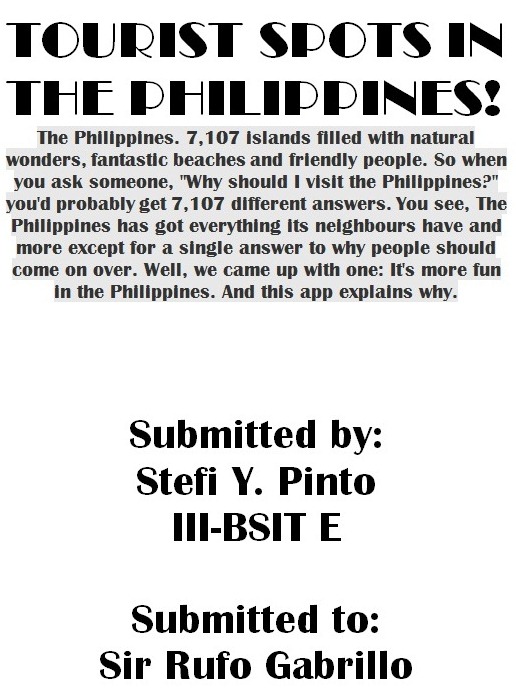 TOURIST SPOTS IN
THE PHILIPPINES!
The Philippines. 7,107 islands filled with natural
wonders, fantastic beaches and friendly people. So when
you ask someone, "Why should I visit the Philippines?"
you'd probably get 7,107 different answers. You see, The
Philippines has got everything its neighbours have and
more except for a single answer to why people should
come on over. Well, we came up with one: It's more fun
in the Philippines. And this app explains why.
Submitted by:
Stefi Y. Pinto
III-BSIT E
Submitted to:
Sir Rufo Gabrillo